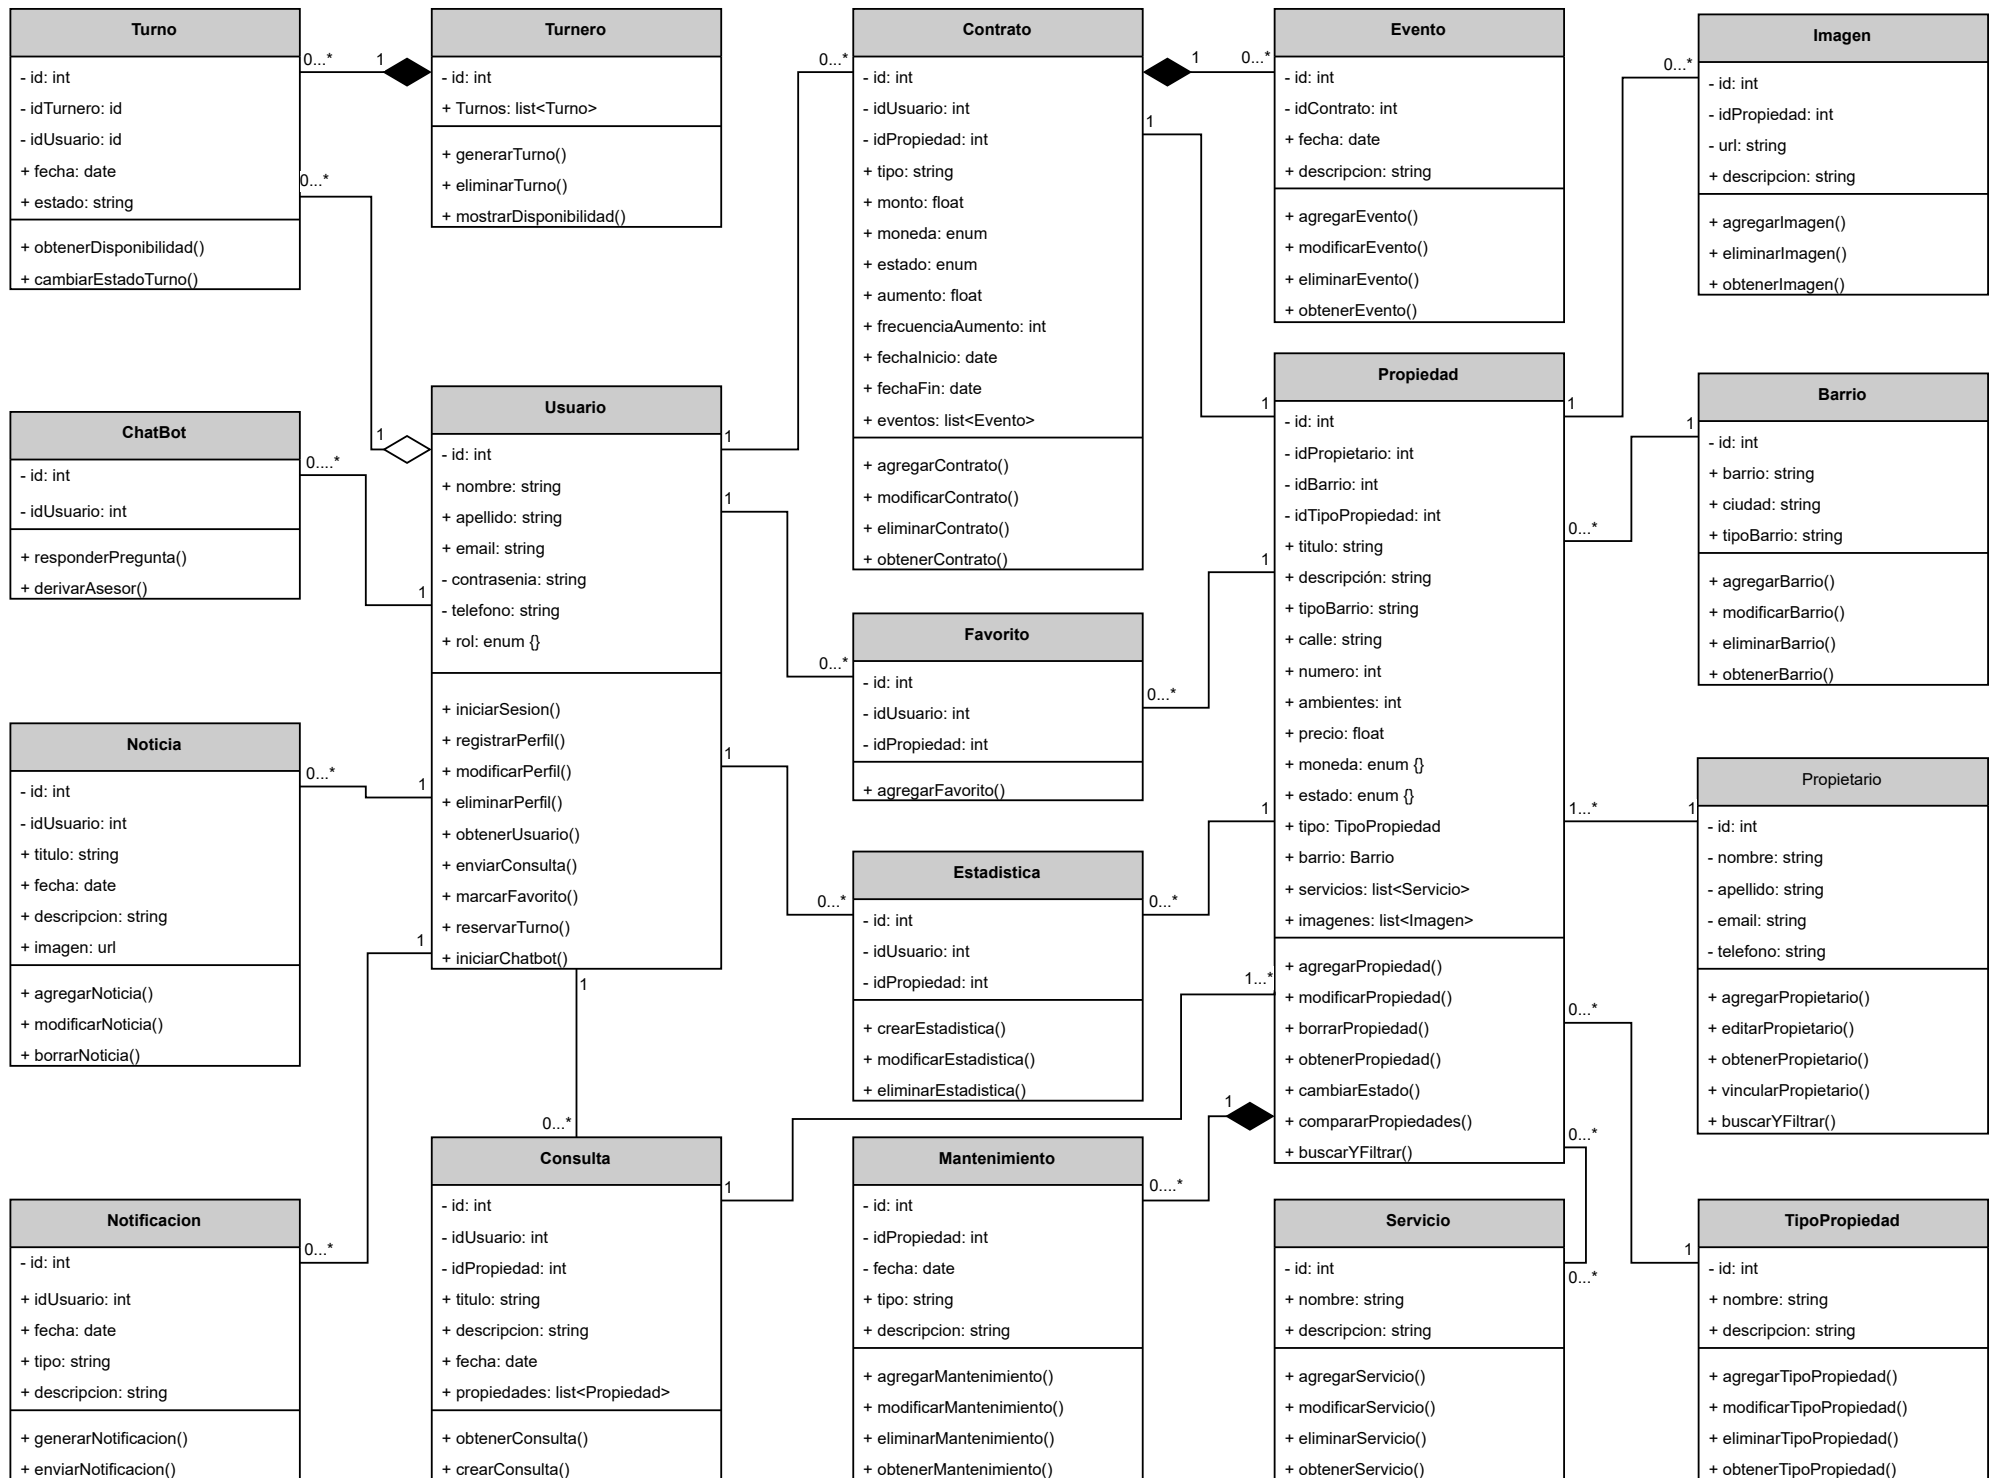 Turno
- id: int
- idTurnero: id
- idUsuario: id
+ fecha: date
+ estado: string
+ obtenerDisponibilidad()
+ cambiarEstadoTurno()
0...*
1
0...*
1
Turnero
- id: int
+ Turnos: list<Turno>
+ generarTurno()
+ eliminarTurno()
+ mostrarDisponibilidad()
Contrato
- id: int
- idUsuario: int
- idPropiedad: int
+ tipo: string
+ monto: float
+ moneda: enum
+ estado: enum
+ aumento: float
+ frecuenciaAumento: int
+ fechaInicio: date
+ fechaFin: date
+ eventos: list<Evento>
+ agregarContrato()
+ modificarContrato()
+ eliminarContrato()
+ obtenerContrato()
0...*
1
1
0...*
1
1
Evento
- id: int
- idContrato: int
+ fecha: date
+ descripcion: string
+ agregarEvento()
+ modificarEvento()
+ eliminarEvento()
+ obtenerEvento()
Imagen
- id: int
- idPropiedad: int
- url: string
+ descripcion: string
+ agregarImagen()
+ eliminarImagen()
+ obtenerImagen()
0...*
1
ChatBot
- id: int
- idUsuario: int
+ responderPregunta()
+ derivarAsesor()
0....*
1
Usuario
- id: int
+ nombre: string
+ apellido: string
+ email: string
- contrasenia: string
- telefono: string
+ rol: enum {}
+ iniciarSesion()
+ registrarPerfil()
+ modificarPerfil()
+ eliminarPerfil()
+ obtenerUsuario()
+ enviarConsulta()
+ marcarFavorito()
+ reservarTurno()
+ iniciarChatbot()
1
0...*
Favorito
- id: int
- idUsuario: int
- idPropiedad: int
+ agregarFavorito()
0...*
1
Propiedad
- id: int
- idPropietario: int
- idBarrio: int
- idTipoPropiedad: int
+ titulo: string
+ descripción: string
+ tipoBarrio: string
+ calle: string
+ numero: int
+ ambientes: int
+ precio: float
+ moneda: enum {}
+ estado: enum {}
+ tipo: TipoPropiedad
+ barrio: Barrio
+ servicios: list<Servicio>
+ imagenes: list<Imagen>
+ agregarPropiedad()
+ modificarPropiedad()
+ borrarPropiedad()
+ obtenerPropiedad()
+ cambiarEstado()
+ compararPropiedades()
+ buscarYFiltrar()
Barrio
- id: int
+ barrio: string
+ ciudad: string
+ tipoBarrio: string
+ agregarBarrio()
+ modificarBarrio()
+ eliminarBarrio()
+ obtenerBarrio()
1
0...*
Noticia
- id: int
- idUsuario: int
+ titulo: string
+ fecha: date
+ descripcion: string
+ imagen: url
+ agregarNoticia()
+ modificarNoticia()
+ borrarNoticia()
0...*
1
1
0...*
Estadistica
- id: int
- idUsuario: int
- idPropiedad: int
+ crearEstadistica()
+ modificarEstadistica()
+ eliminarEstadistica()
0...*
1
Propietario
- id: int
- nombre: string
- apellido: string
- email: string
- telefono: string
+ agregarPropietario()
+ editarPropietario()
+ obtenerPropietario()
+ vincularPropietario()
+ buscarYFiltrar()
1...*
1
Notificacion
- id: int
+ idUsuario: int
+ fecha: date
+ tipo: string
+ descripcion: string
+ generarNotificacion()
+ enviarNotificacion()
1
0...*
1
0...*
Consulta
- id: int
- idUsuario: int
- idPropiedad: int
+ titulo: string
+ descripcion: string
+ fecha: date
+ propiedades: list<Propiedad>
+ obtenerConsulta()
+ crearConsulta()
1
1...*
Mantenimiento
- id: int
- idPropiedad: int
- fecha: date
+ tipo: string
+ descripcion: string
+ agregarMantenimiento()
+ modificarMantenimiento()
+ eliminarMantenimiento()
+ obtenerMantenimiento()
0....*
1
Servicio
- id: int
+ nombre: string
+ descripcion: string
+ agregarServicio()
+ modificarServicio()
+ eliminarServicio()
+ obtenerServicio()
0...*
0...*
TipoPropiedad
- id: int
+ nombre: string
+ descripcion: string
+ agregarTipoPropiedad()
+ modificarTipoPropiedad()
+ eliminarTipoPropiedad()
+ obtenerTipoPropiedad()
0...*
1